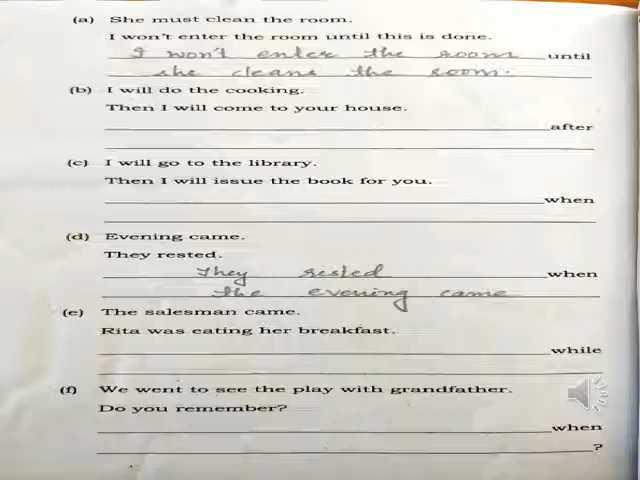 (a) She must clean the room.
I won't enter the room until this is done.
I won't enter the room until
she cleans the room.
(b) I will do the cooking.
Then I will come to your house.
after
(c) I will go to the library.
Then I will issue the book for you.
when
(d) Evening came.
They rested.
They rested when
the evening came
(e) The salesman came.
Rita was eating her breakfast.
while
(f) We went to see the play with grandfather.
Do you remember?
when
?